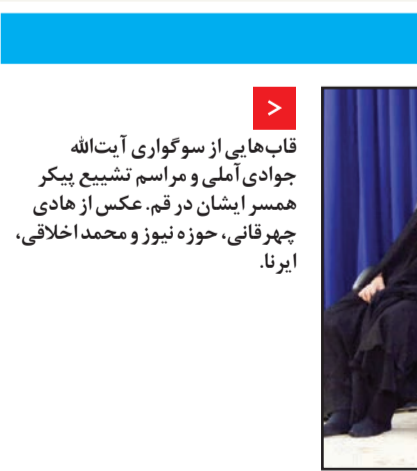 قاب‌هایی از سوگواری آیت‌الله
جوادی‌آملی و مراسم تشییع پیکر
همسر ایشان در قم. عکس از هادی
چهرقانی، حوزه نیوز و محمد اخلاقی،
ایرنا.